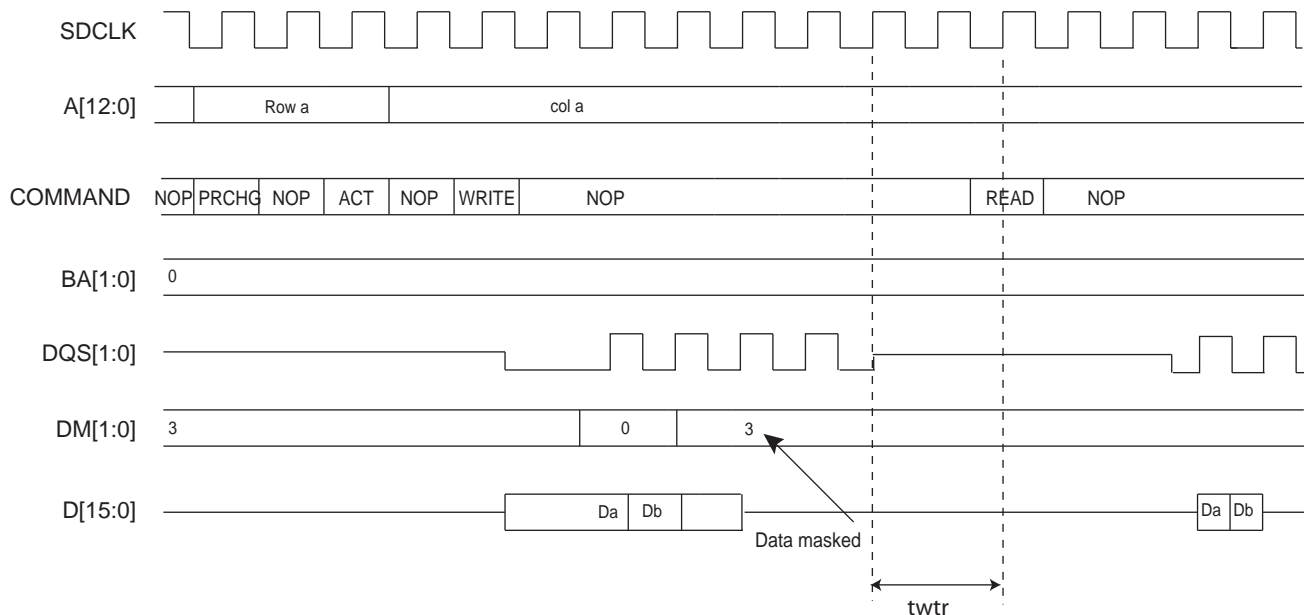 SDCLK
A[12:0] Row a col a
COMMAND NOP PRCHG NOP ACT NOP WRITE NOP READ NOP
BA[1:0] 0
DQS[1:0]
DM[1:0] 3 0 3
D[15:0] Da Db Da Db
Data masked
twtr